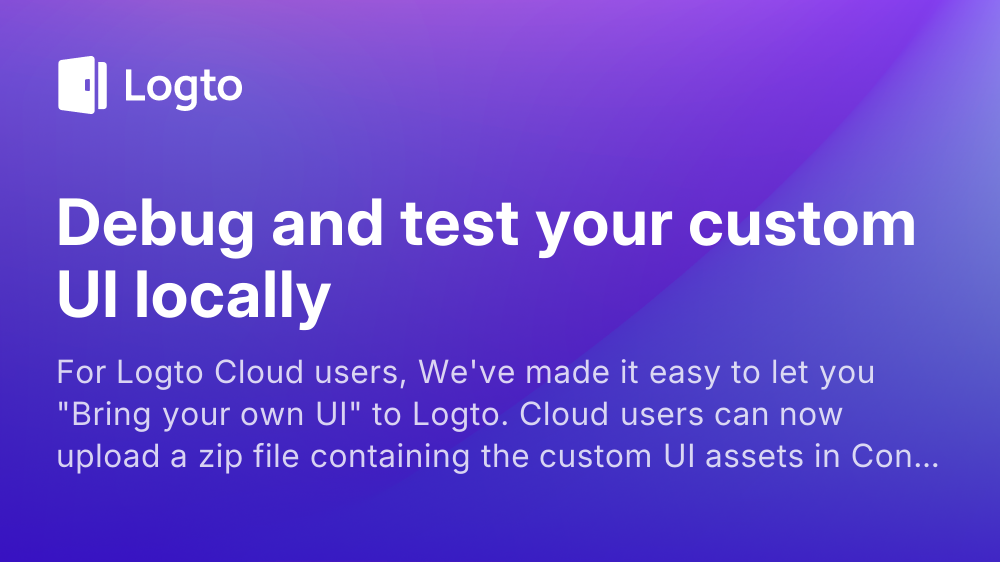 Logto
Debug and test your custom
UI locally
For Logto Cloud users, We've made it easy to let you
"Bring your own UI" to Logto. Cloud users can now
upload a zip file containing the custom UI assets in Con...